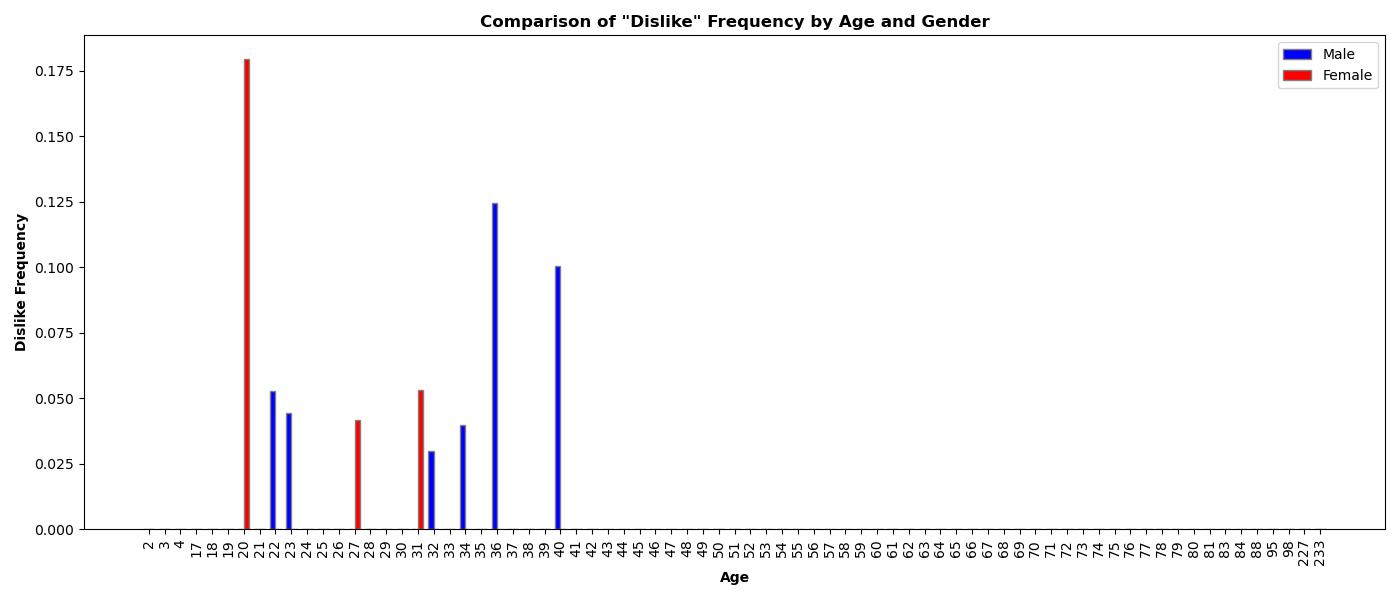 Comparison of "Dislike" Frequency by Age and Gender
Male
Female
0.175
0.150
0.125
0.100
0.075
0.050
0.025
0.000
Dislike Frequency
2 3 4 17 18 19 20 21 22 23 24 25 26 27 28 29 30 31 32 33 34 35 36 37 38 39 40 41 42 43 44 45 46 47 48 49 50 51 52 53 54 55 56 57 58 59 60 61 62 63 64 65 66 67 68 69 70 71 72 73 74 75 76 77 78 79 80 81 83 84 88 95 98 227 233
Age